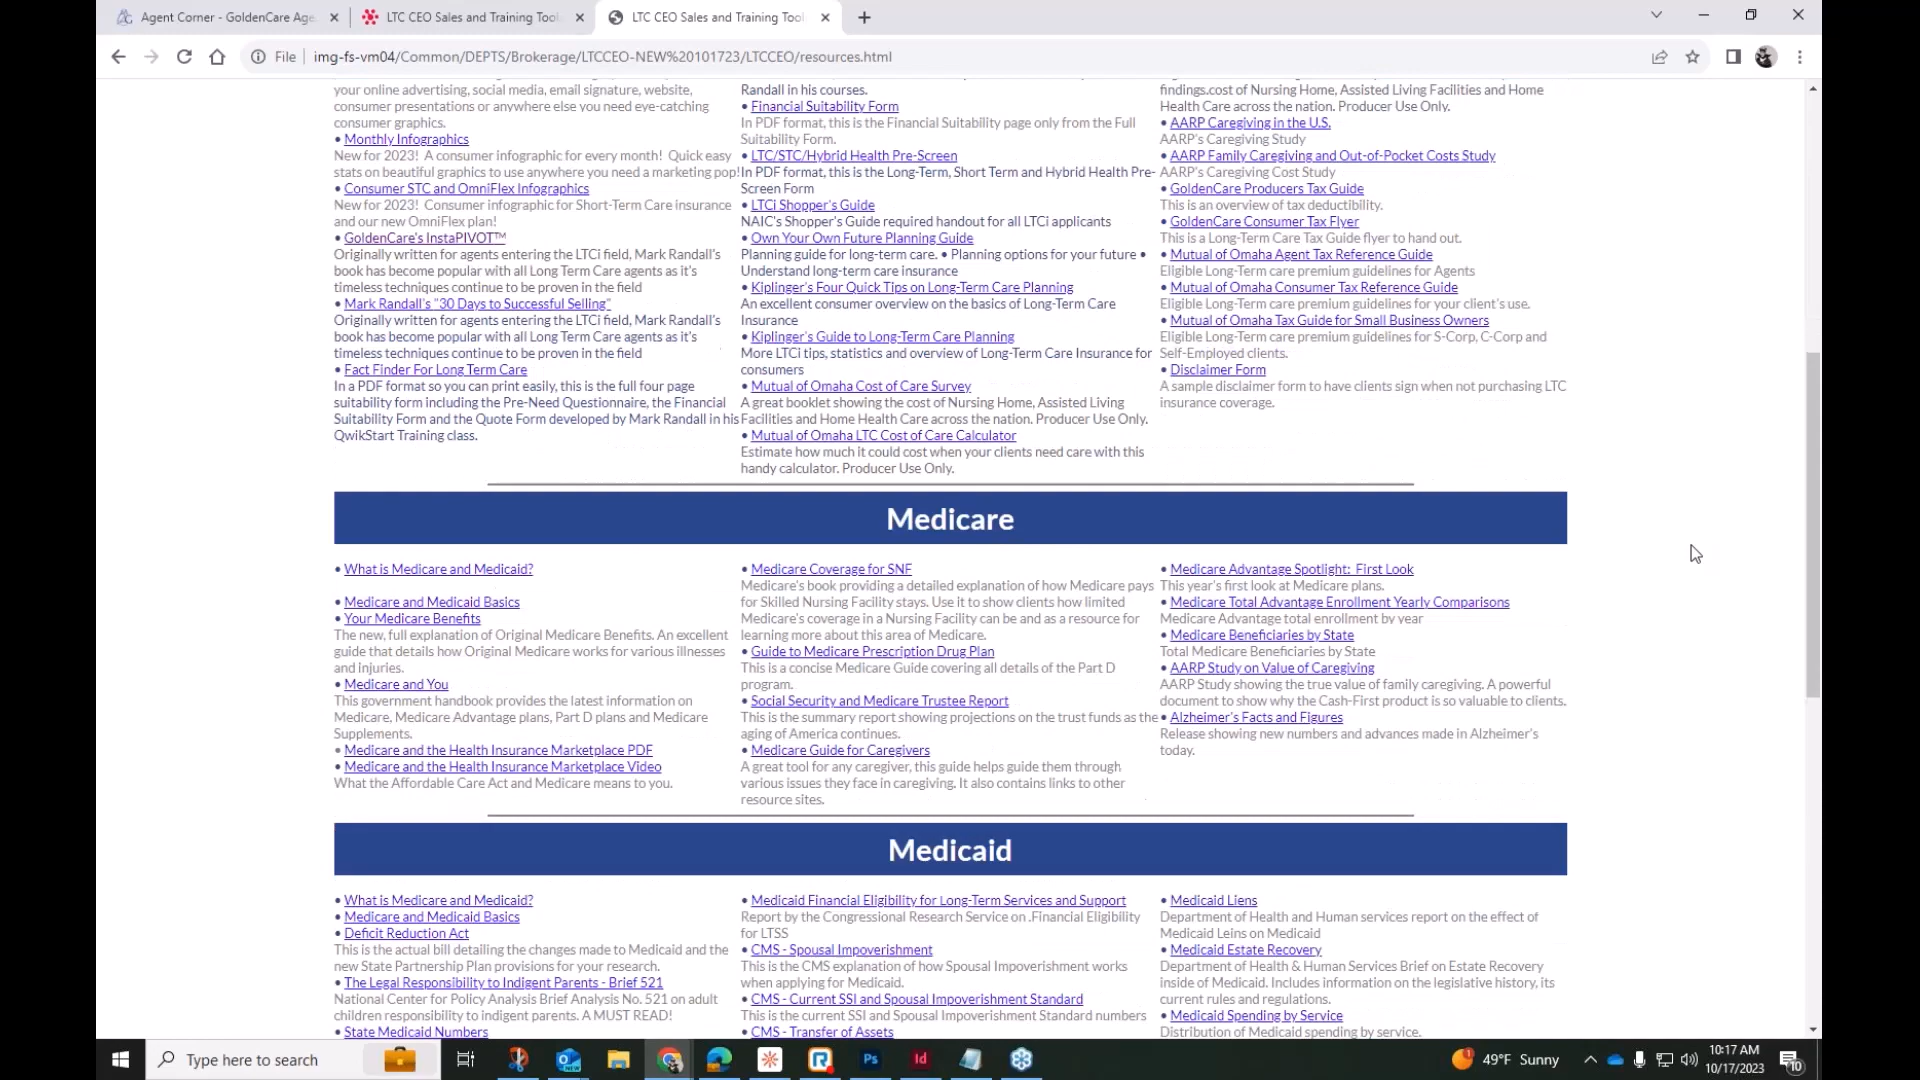 Agent Corner - GoldenCare Age
LTC CEO Sales and Training Tool
LTC CEO Sales and Training Tool
File
img-fs-vm04/Common/DEPTS/Brokerage/LTCCEO-NEW%20101723/LTCCEO/resources.html
your online advertising, social media, email signature, website,
consumer presentations or anywhere else you need eye-catching
consumer graphics.
• Monthly Infographics
New for 2023! A consumer infographic for every month! Quick easy
stats on beautiful graphics to use anywhere you need a marketing pop!
• Consumer STC and OmniFlex Infographics
New for 2023! Consumer infographic for Short-Term Care insurance
and our new OmniFlex plan!
• GoldenCare's InstaPIVOT™
Originally written for agents entering the LTCi field, Mark Randall's
book has become popular with all Long Term Care agents as it's
timeless techniques continue to be proven in the field
• Mark Randall's "30 Days to Successful Selling"
Originally written for agents entering the LTCi field, Mark Randall's
book has become popular with all Long Term Care agents as it's
timeless techniques continue to be proven in the field
• Fact Finder For Long Term Care
In a PDF format so you can print easily, this is the full four page
suitability form including the Pre-Need Questionnaire, the Financial
Suitability Form and the Quote Form developed by Mark Randall in his
QwikStart Training class.
Randall in his courses.
• Financial Suitability Form
In PDF format, this is the Financial Suitability page only from the Full
Suitability Form.
• LTC/STC/Hybrid Health Pre-Screen
In PDF format, this is the Long-Term, Short Term and Hybrid Health Pre-
Screen Form
• LTCi Shopper's Guide
NAIC's Shopper's Guide required handout for all LTCi applicants
• Own Your Own Future Planning Guide
Planning guide for long-term care. • Planning options for your future •
Understand long-term care insurance
• Kiplinger's Four Quick Tips on Long-Term Care Planning
An excellent consumer overview on the basics of Long-Term Care
Insurance
• Kiplinger's Guide to Long-Term Care Planning
More LTCi tips, statistics and overview of Long-Term Care Insurance for
consumers
• Mutual of Omaha Cost of Care Survey
A great booklet showing the cost of Nursing Home, Assisted Living
Facilities and Home Health Care across the nation. Producer Use Only.
• Mutual of Omaha LTC Cost of Care Calculator
Estimate how much it could cost when your clients need care with this
handy calculator. Producer Use Only.
findings.cost of Nursing Home, Assisted Living Facilities and Home
Health Care across the nation. Producer Use Only.
• AARP Caregiving in the U.S.
AARP's Caregiving Study
• AARP Family Caregiving and Out-of-Pocket Costs Study
AARP's Caregiving Cost Study
• GoldenCare Producers Tax Guide
This is an overview of tax deductibility.
• GoldenCare Consumer Tax Flyer
This is a Long-Term Care Tax Guide flyer to hand out.
• Mutual of Omaha Agent Tax Reference Guide
Eligible Long-Term care premium guidelines for Agents
• Mutual of Omaha Consumer Tax Reference Guide
Eligible Long-Term care premium guidelines for your client's use.
• Mutual of Omaha Tax Guide for Small Business Owners
Eligible Long-Term care premium guidelines for S-Corp, C-Corp and
Self-Employed clients.
• Disclaimer Form
A sample disclaimer form to have clients sign when not purchasing LTC
insurance coverage.
Medicare
• What is Medicare and Medicaid?
• Medicare and Medicaid Basics
• Your Medicare Benefits
The new, full explanation of Original Medicare Benefits. An excellent
guide that details how Original Medicare works for various illnesses
and injuries.
• Medicare and You
This government handbook provides the latest information on
Medicare, Medicare Advantage plans, Part D plans and Medicare
Supplements.
• Medicare and the Health Insurance Marketplace PDF
• Medicare and the Health Insurance Marketplace Video
What the Affordable Care Act and Medicare means to you.
• Medicare Coverage for SNF
Medicare's book providing a detailed explanation of how Medicare pays
for Skilled Nursing Facility stays. Use it to show clients how limited
Medicare's coverage in a Nursing Facility can be and as a resource for
learning more about this area of Medicare.
• Guide to Medicare Prescription Drug Plan
This is a concise Medicare Guide covering all details of the Part D
program.
• Social Security and Medicare Trustee Report
This is the summary report showing projections on the trust funds as the
aging of America continues.
• Medicare Guide for Caregivers
A great tool for any caregiver, this guide helps guide them through
various issues they face in caregiving. It also contains links to other
resource sites.
• Medicare Advantage Spotlight: First Look
This year's first look at Medicare plans.
• Medicare Total Advantage Enrollment Yearly Comparisons
Medicare Advantage total enrollment by year
• Medicare Beneficiaries by State
Total Medicare Beneficiaries by State
• AARP Study on Value of Caregiving
AARP Study showing the true value of family caregiving. A powerful
document to show why the Cash-First product is so valuable to clients.
• Alzheimer's Facts and Figures
Release showing new numbers and advances made in Alzheimer's
today.
Medicaid
• What is Medicare and Medicaid?
• Medicare and Medicaid Basics
• Deficit Reduction Act
This is the actual bill detailing the changes made to Medicaid and the
new State Partnership Plan provisions for your research.
• The Legal Responsibility to Indigent Parents - Brief 521
National Center for Policy Analysis Brief Analysis No. 521 on adult
children responsibility to indigent parents. A MUST READ!
• State Medicaid Numbers
• Medicaid Financial Eligibility for Long-Term Services and Support
Report by the Congressional Research Service on .Financial Eligibility
for LTSS
• CMS - Spousal Impoverishment
This is the CMS explanation of how Spousal Impoverishment works
when applying for Medicaid.
• CMS - Current SSI and Spousal Impoverishment Standard
This is the current SSI and Spousal Impoverishment Standard numbers
• CMS - Transfer of Assets
• Medicaid Liens
Department of Health and Human services report on the effect of
Medicaid Leins on Medicaid
• Medicaid Estate Recovery
Department of Health & Human Services Brief on Estate Recovery
inside of Medicaid. Includes information on the legislative history, its
current rules and regulations.
• Medicaid Spending by Service
Distribution of Medicaid spending by service.
Type here to search
NEW
Ps
Id
49°F Sunny
10:17 AM
10/17/2023
10